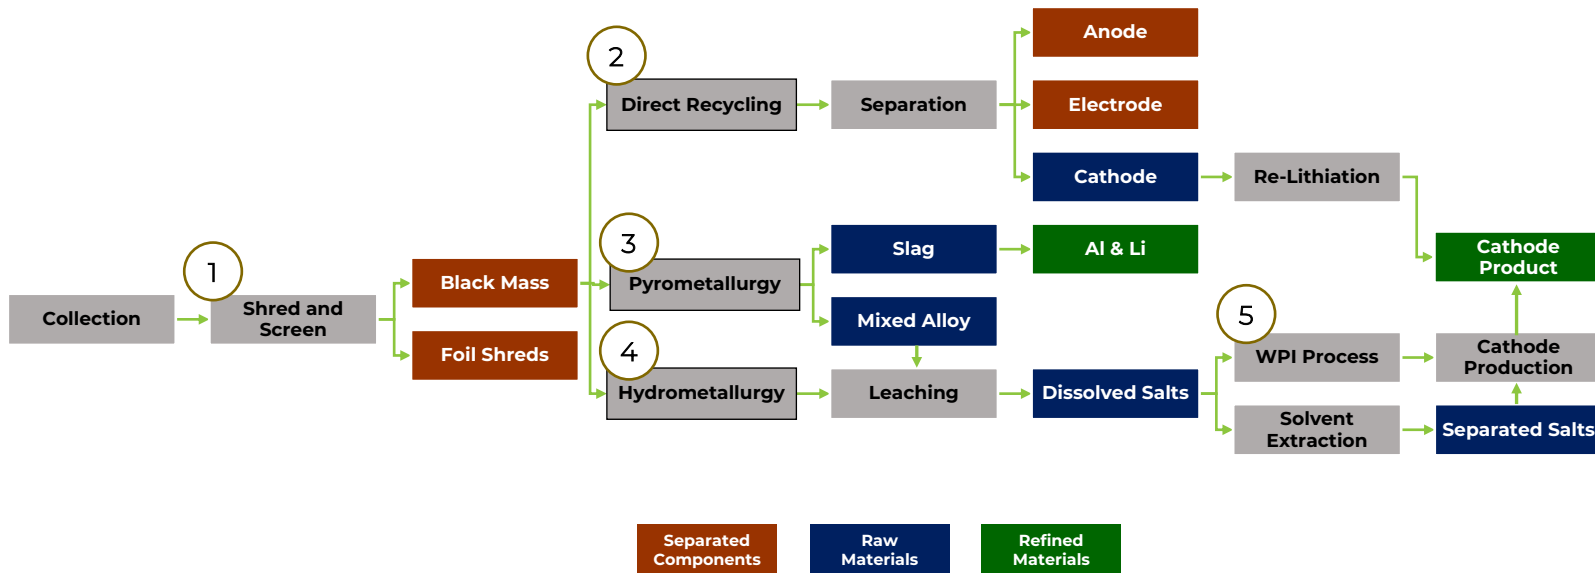 2
Direct Recycling
Separation
Anode
Electrode
Cathode
Re-Lithiation
3
Pyrometallurgy
Slag
Al & Li
Cathode
Product
1
Collection
Shred and
Screen
Black Mass
Foil Shreds
Mixed Alloy
4
Hydrometallurgy
Leaching
Dissolved Salts
5
WPI Process
Cathode
Production
Solvent
Extraction
Separated Salts
Separated
Components
Raw
Materials
Refined
Materials